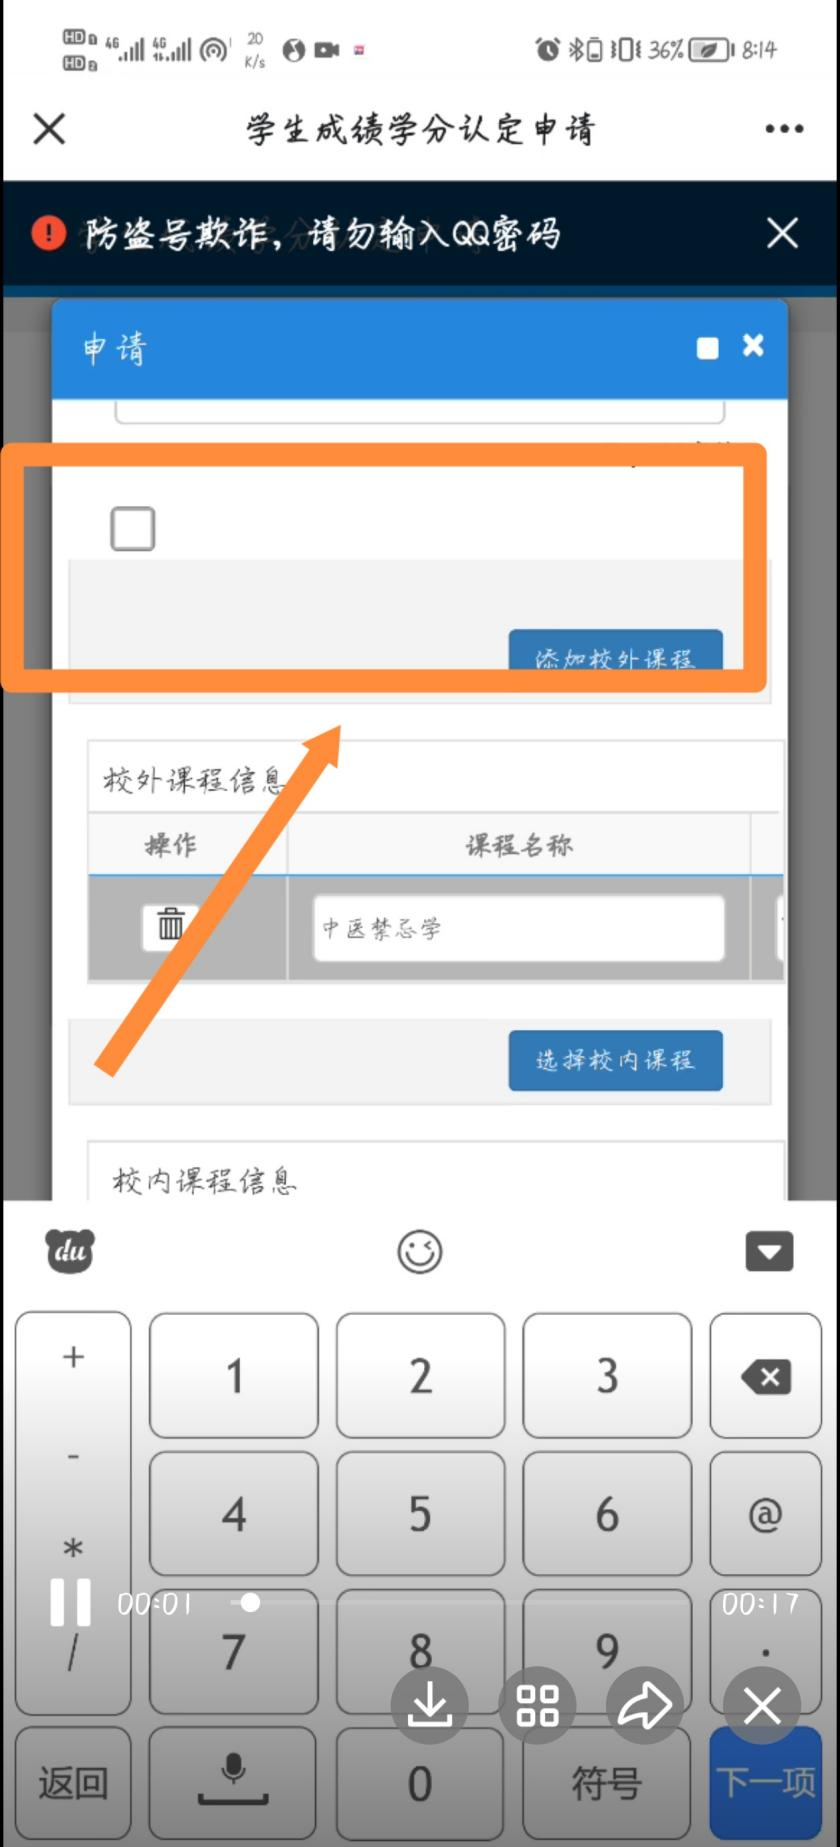 HD 1 4G 4G 20 36% 8:14
HD 2 K/s
学生成绩学分认定申请
防盗号欺诈，请勿输入QQ密码
申请
添加校外课程
校外课程信息
操作 课程名称
中医禁忌学
选择校内课程
校内课程信息
du
+ 1 2 3
-
4 5 6 @
*
00:01 00:17
/ 7 8 9 .
返回 0 符号 下一项